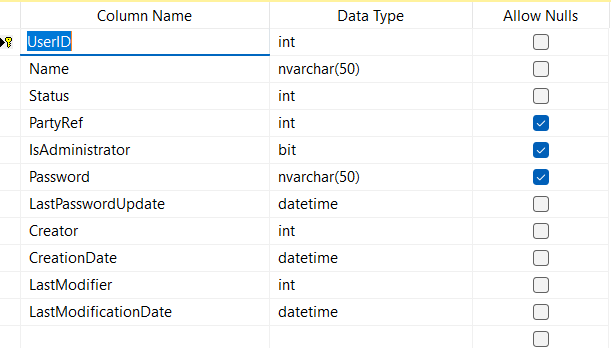 Column Name Data Type Allow Nulls
UserID int
Name nvarchar(50)
Status int
PartyRef int
IsAdministrator bit
Password nvarchar(50)
LastPasswordUpdate datetime
Creator int
CreationDate datetime
LastModifier int
LastModificationDate datetime